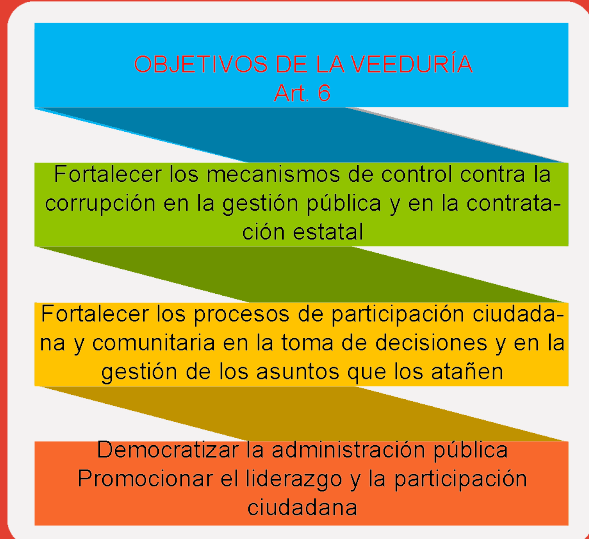 OBJETIVOS DE LA VEEDURÍA
Art. 6
Fortalecer los mecanismos de control contra la
corrupción en la gestión pública y en la contrata-
ción estatal
Fortalecer los procesos de participación ciudada-
na y comunitaria en la toma de decisiones y en la
gestión de los asuntos que los atañen
Democratizar la administración pública
Promocionar el liderazgo y la participación
ciudadana